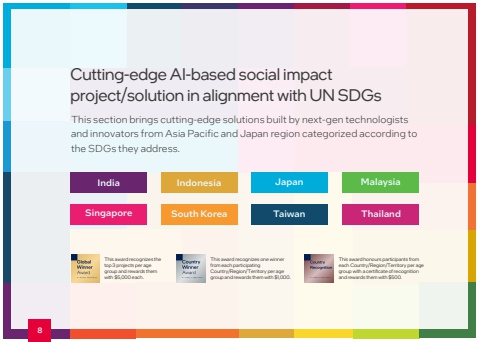 Cutting-edge AI-based social impact
project/solution in alignment with UN SDGs
This section brings cutting-edge solutions built by next-gen technologists
and innovators from Asia Pacific and Japan region categorized according to
the SDGs they address.
India
Indonesia
Japan
Malaysia
Singapore
South Korea
Taiwan
Thailand
Global
Winner
Award
This award recognizes the
top 3 projects per age
group and rewards them
with $5,000 each.
Country
Winner
Award
This award recognizes one winner
from each participating
Country/Region/Territory per age
group and rewards them with $1,000.
Country
Recognition
This award honours participants from
each Country/Region/Territory per age
group with a certificate of recognition
and rewards them with $500.
8